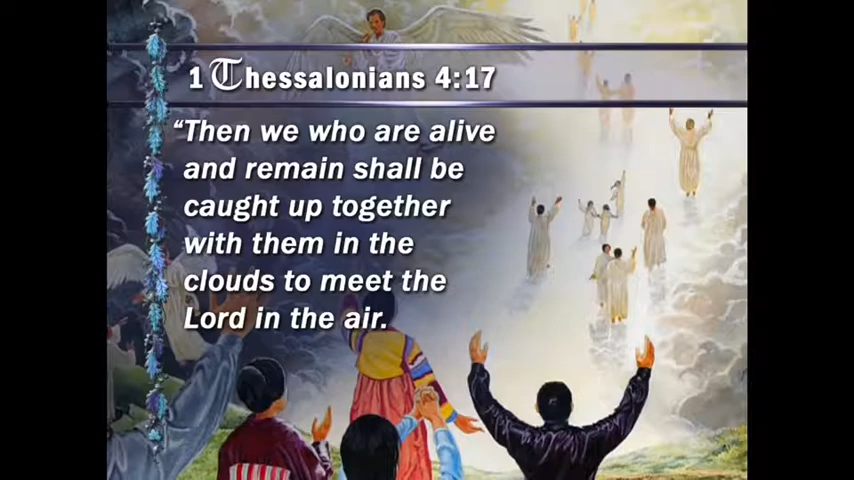 1 Thessalonians 4:17
“Then we who are alive
and remain shall be
caught up together
with them in the
clouds to meet the
Lord in the air.